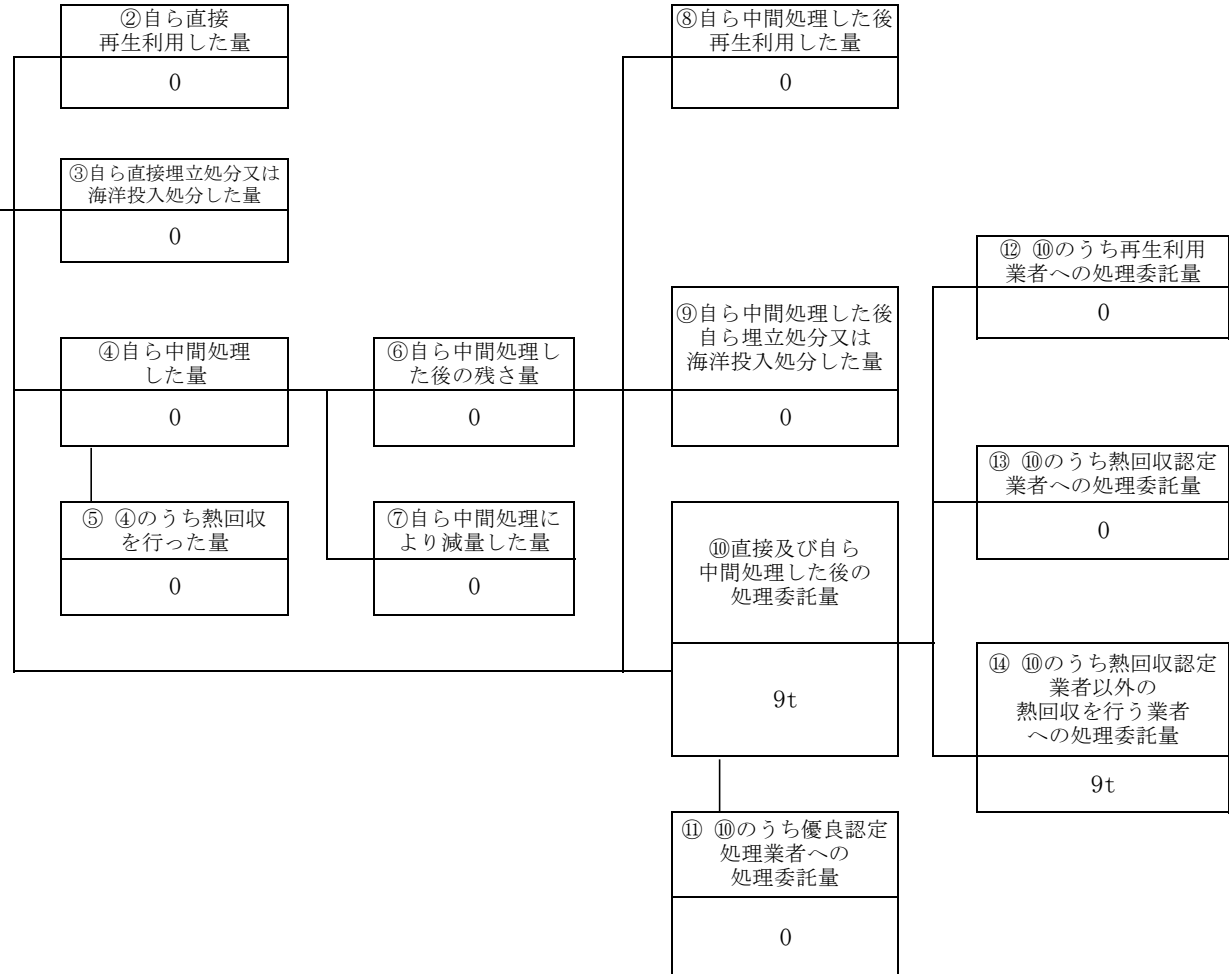 ②自ら直接
再生利用した量
0
③自ら直接埋立処分又は
海洋投入処分した量
0
④自ら中間処理
した量
0
⑤ ④のうち熱回収
を行った量
0
⑥自ら中間処理し
た後の残さ量
0
⑦自ら中間処理に
より減量した量
0
⑧自ら中間処理した後
再生利用した量
0
⑨自ら中間処理した後
自ら埋立処分又は
海洋投入処分した量
0
⑩直接及び自ら
中間処理した後の
処理委託量
9t
⑪ ⑩のうち優良認定
処理業者への
処理委託量
0
⑫ ⑩のうち再生利用
業者への処理委託量
0
⑬ ⑩のうち熱回収認定
業者への処理委託量
0
⑭ ⑩のうち熱回収認定
業者以外の
熱回収を行う業者
への処理委託量
9t